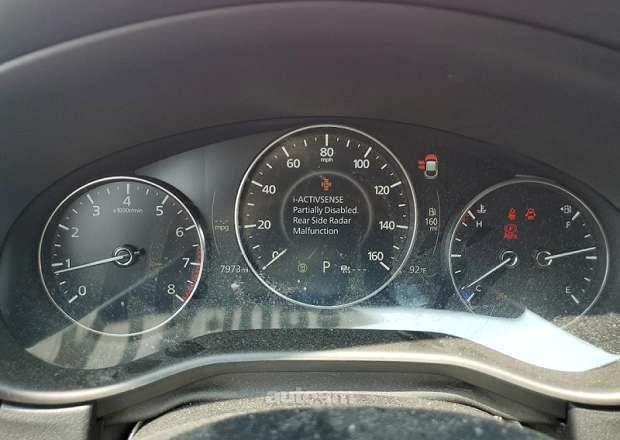 4
x1000r/min
3
5
2
6
1
7
0
8
mpg
7973mi
80
mph
60
100
40
120
20
140
0
160
i-ACTIVSENSE
Partially Disabled.
Rear Side Radar
Malfunction
P
160
mi
92°F
H
C
F
E